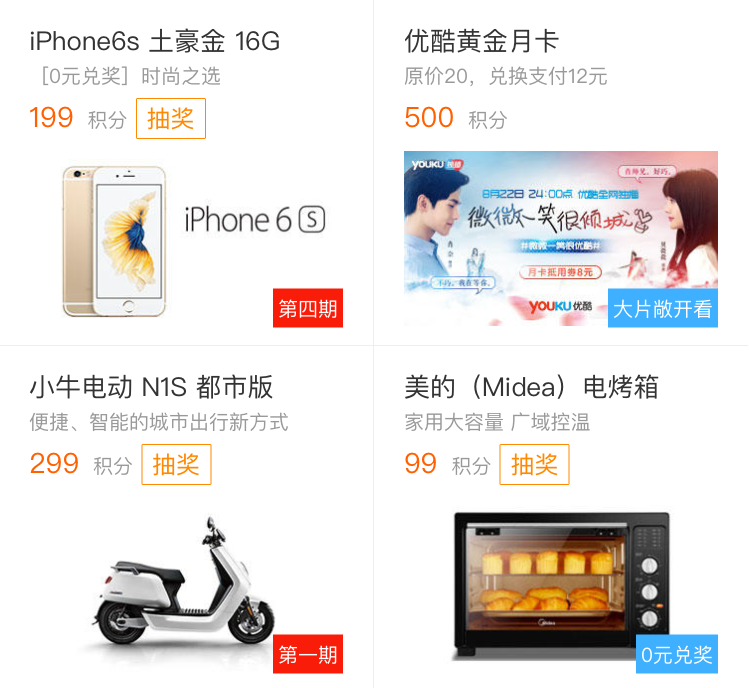 iPhone6s 土豪金 16G
［0元兑奖］时尚之选
199 积分 抽奖
iPhone 6 S
第四期
优酷黄金月卡
原价20，兑换支付12元
500 积分
YOUKU 独播
8月22日 24:00点 优酷全网独播
微微一笑很倾城
#微微一笑很优酷#
月卡抵用券8元
YOUKU优酷
大片敞开看
小牛电动 N1S 都市版
便捷、智能的城市出行新方式
299 积分 抽奖
第一期
美的（Midea）电烤箱
家用大容量 广域控温
99 积分 抽奖
Midea
0元兑奖